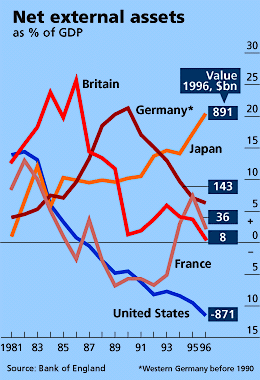 Net external assets
as % of GDP
30
Value
1996, $bn
25
Britain
Germany*
891
20
Japan
15
10
143
5
36
+
8
0
–
France
5
10
United States
-871
15
1981 83 85 87 89 91 93 95 96
Source: Bank of England
*Western Germany before 1990